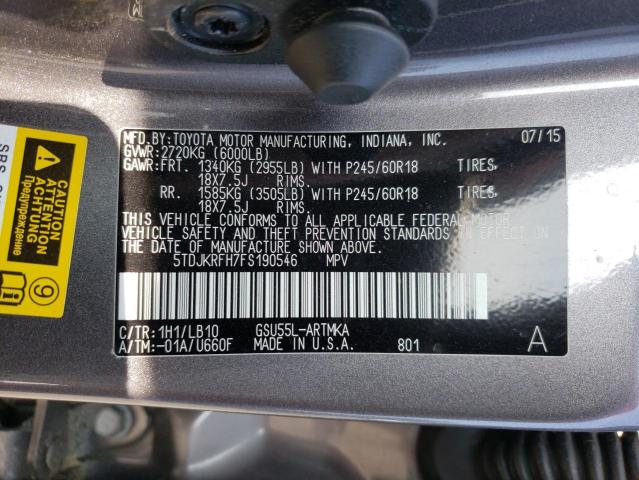 MFD.BY:TOYOTA MOTOR MANUFACTURING, INDIANA, INC. 07/15
GVWR:2720KG (6000LB)
GAWR:FRT. 1340KG (2955LB) WITH P245/60R18 TIRES,
18X7.5J RIMS.
RR. 1585KG (3505LB) WITH P245/60R18 TIRES,
18X7.5J RIMS.
THIS VEHICLE CONFORMS TO ALL APPLICABLE FEDERAL MOTOR
VEHICLE SAFETY AND THEFT PREVENTION STANDARDS IN EFFECT ON
THE DATE OF MANUFACTURE SHOWN ABOVE.
5TDJKRFH7FS190546 MPV
C/TR:1H1/LB10 GSU55L-ARTMKA
A/TM:-01A/U660F MADE IN U.S.A. 801 A
CAUTION
ATTENTION
ACHTUNG
9